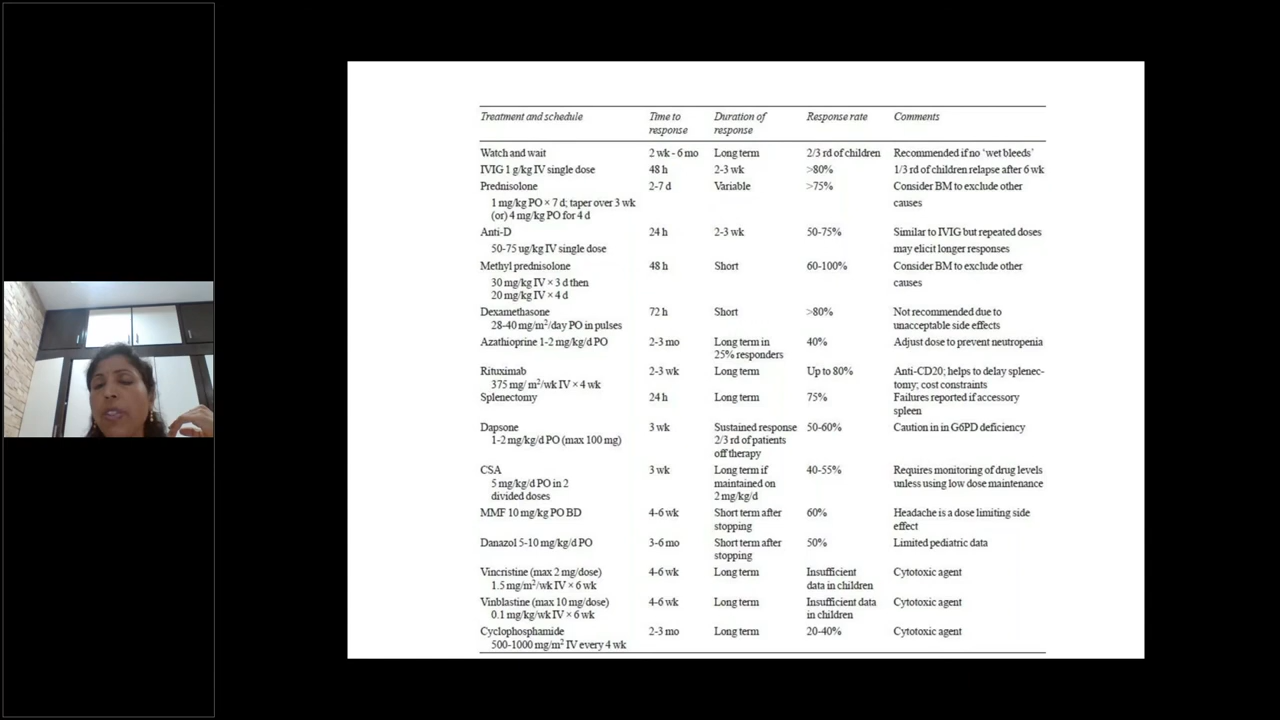 Treatment and schedule Time to response Duration of response Response rate Comments
Watch and wait 2 wk - 6 mo Long term 2/3 rd of children Recommended if no ‘wet bleeds’
IVIG 1 g/kg IV single dose 48 h 2-3 wk >80% 1/3 rd of children relapse after 6 wk
Prednisolone 2-7 d Variable >75% Consider BM to exclude other
1 mg/kg PO × 7 d; taper over 3 wk causes
(or) 4 mg/kg PO for 4 d
Anti-D 24 h 2-3 wk 50-75% Similar to IVIG but repeated doses
50-75 ug/kg IV single dose may elicit longer responses
Methyl prednisolone 48 h Short 60-100% Consider BM to exclude other
30 mg/kg IV × 3 d then causes
20 mg/kg IV × 4 d
Dexamethasone 72 h Short >80% Not recommended due to
28-40 mg/m²/day PO in pulses unacceptable side effects
Azathioprine 1-2 mg/kg/d PO 2-3 mo Long term in 40% Adjust dose to prevent neutropenia
25% responders
Rituximab 2-3 wk Long term Up to 80% Anti-CD20; helps to delay splenec-
375 mg/ m²/wk IV × 4 wk tomy; cost constraints
Splenectomy 24 h Long term 75% Failures reported if accessory
spleen
Dapsone 3 wk Sustained response 50-60% Caution in in G6PD deficiency
1-2 mg/kg/d PO (max 100 mg) 2/3 rd of patients
off therapy
CSA 3 wk Long term if 40-55% Requires monitoring of drug levels
5 mg/kg/d PO in 2 maintained on unless using low dose maintenance
divided doses 2 mg/kg/d
MMF 10 mg/kg PO BD 4-6 wk Short term after 60% Headache is a dose limiting side
stopping effect
Danazol 5-10 mg/kg/d PO 3-6 mo Short term after 50% Limited pediatric data
stopping
Vincristine (max 2 mg/dose) 4-6 wk Long term Insufficient Cytotoxic agent
1.5 mg/m²/wk IV × 6 wk data in children
Vinblastine (max 10 mg/dose) 4-6 wk Long term Insufficient data Cytotoxic agent
0.1 mg/kg/wk IV × 6 wk in children
Cyclophosphamide 2-3 mo Long term 20-40% Cytotoxic agent
500-1000 mg/m² IV every 4 wk